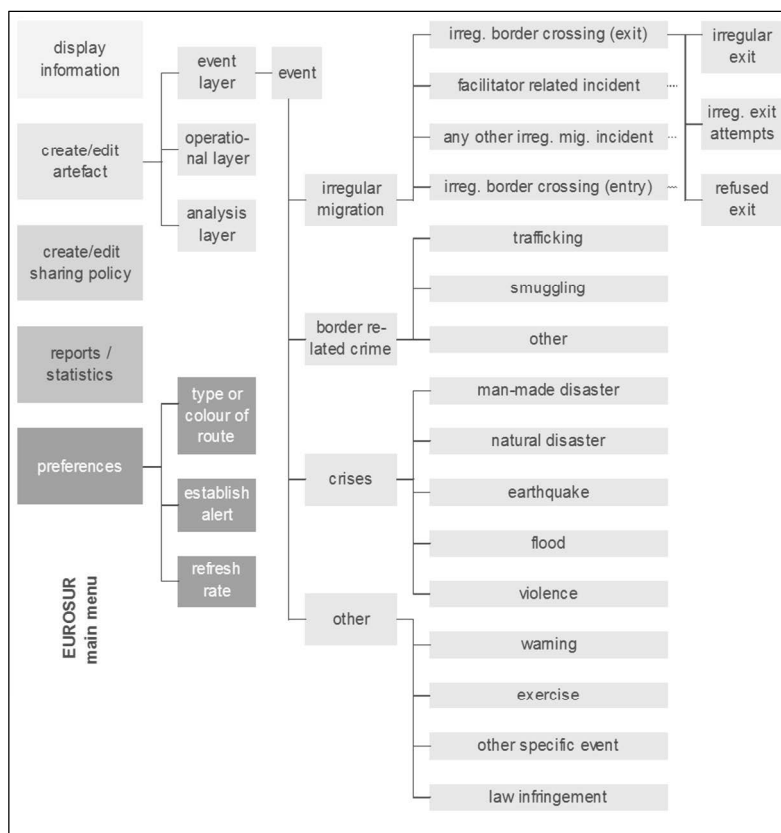 display
information
create/edit
artefact
create/edit
sharing policy
reports /
statistics
preferences
EUROSUR
main menu
event
layer
operatio-
nal layer
analysis
layer
type or
colour of
route
establish
alert
refresh
rate
event
irregular
migration
border re-
lated crime
crises
other
irreg. border crossing (exit)
facilitator related incident
any other irreg. mig. incident
irreg. border crossing (entry)
trafficking
smuggling
other
man-made disaster
natural disaster
earthquake
flood
violence
warning
exercise
other specific event
law infringement
irregular
exit
irreg. exit
attempts
refused
exit